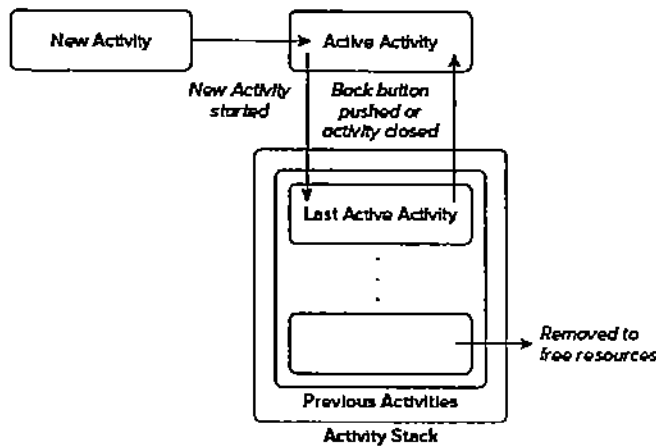 New Activity
Active Activity
New Activity
started
Back button
pushed or
activity closed
Last Active Activity
Removed to
free resources
Previous Activities
Activity Stack